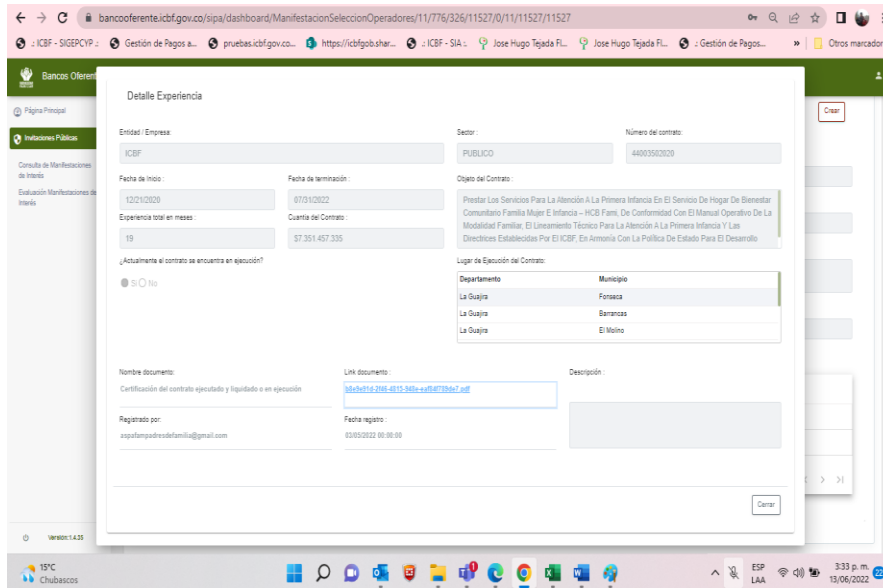 bancooferente.icbf.gov.co/sipa/dashboard/ManifestacionSeleccionOperadores/11/776/326/11527/0/11/11527/11527
.: ICBF - SIGEPCYP :. Gestión de Pagos a... pruebas.icbf.gov.co... https://icbfgob.shar... .: ICBF - SIA :. Jose Hugo Tejada Fl... Jose Hugo Tejada Fl... .: Gestión de Pagos... » Otros marcador
Bancos Oferent
Página Principal
Invitaciones Públicas
Consulta de Manifestaciones
de Interés
Evaluación Manifestaciones de
Interés
Crear
Detalle Experiencia
Entidad / Empresa: Sector : Número del contrato:
ICBF PUBLICO 44003502020
Fecha de Inicio : Fecha de terminación : Objeto del Contrato :
12/21/2020 07/31/2022
Prestar Los Servicios Para La Atención A La Primera Infancia En El Servicio De Hogar De Bienestar
Comunitario Familia Mujer E Infancia – HCB Fami, De Conformidad Con El Manual Operativo De La
Modalidad Familiar, El Lineamiento Técnico Para La Atención A La Primera Infancia Y Las
Directrices Establecidas Por El ICBF, En Armonía Con La Política De Estado Para El Desarrollo
Experiencia total en meses : Cuantia del Contrato :
19 $7.351.457.335
¿Actualmente el contrato se encuentra en ejecución? Lugar de Ejecución del Contrato:
Si No
Departamento Municipio
La Guajira Fonseca
La Guajira Barrancas
La Guajira El Molino
Nombre documento: Link documento : Descripción :
Certificación del contrato ejecutado y liquidado o en ejecución
Registrado por: Fecha registro :
aspafampadresdefamilia@gmail.com 03/05/2022 00:00:00
Cerrar
Versión:1.4.35
15°C
Chubascos
ESP
LAA
3:33 p. m.
13/06/2022
22